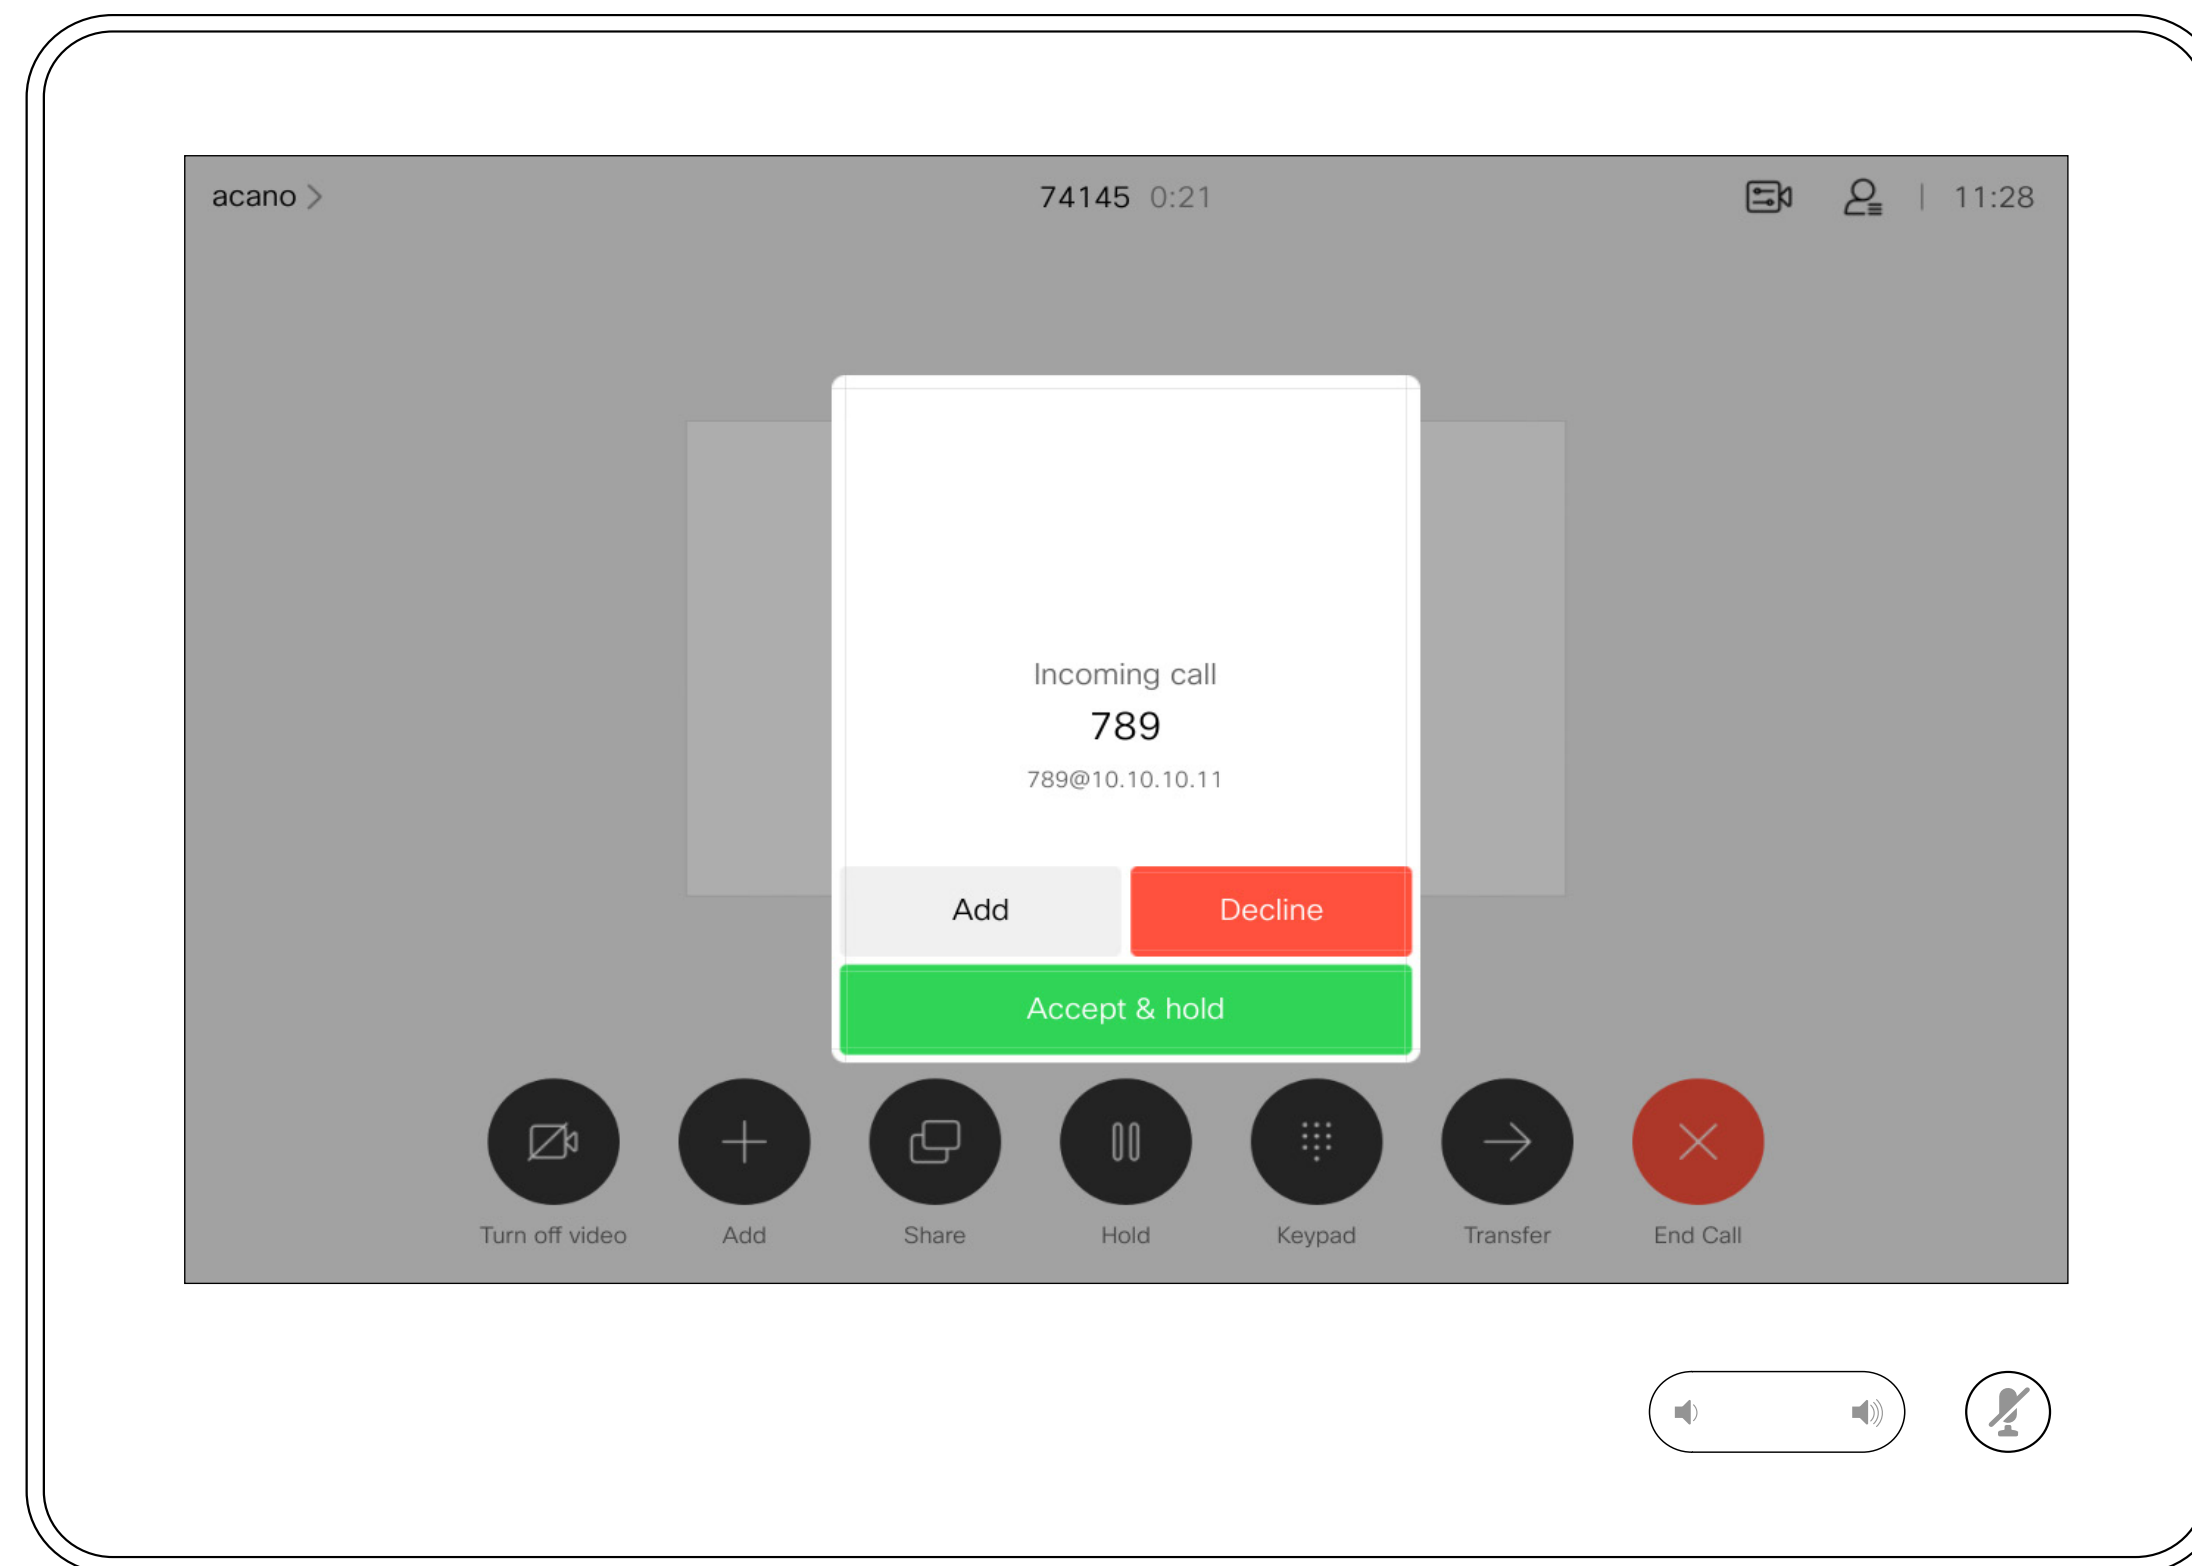 acano
74145 0:21
11:28
Incoming call
789
789@10.10.10.11
Add
Decline
Accept & hold
Turn off video
Add
Share
Hold
Keypad
Transfer
End Call